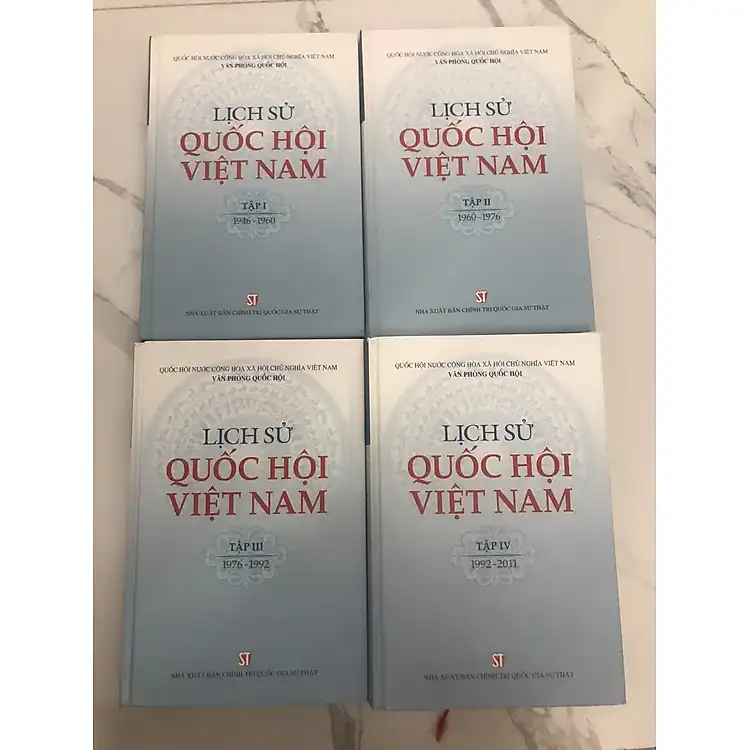 QUỐC HỘI NƯỚC CỘNG HÒA XÃ HỘI CHỦ NGHĨA VIỆT NAM
VĂN PHÒNG QUỐC HỘI
LỊCH SỬ
QUỐC HỘI
VIỆT NAM
TẬP I
1946-1960
ST
NHÀ XUẤT BẢN CHÍNH TRỊ QUỐC GIA SỰ THẬT
QUỐC HỘI NƯỚC CỘNG HÒA XÃ HỘI CHỦ NGHĨA VIỆT NAM
VĂN PHÒNG QUỐC HỘI
LỊCH SỬ
QUỐC HỘI
VIỆT NAM
TẬP II
1960-1976
ST
NHÀ XUẤT BẢN CHÍNH TRỊ QUỐC GIA SỰ THẬT
QUỐC HỘI NƯỚC CỘNG HÒA XÃ HỘI CHỦ NGHĨA VIỆT NAM
VĂN PHÒNG QUỐC HỘI
LỊCH SỬ
QUỐC HỘI
VIỆT NAM
TẬP III
1976-1992
ST
NHÀ XUẤT BẢN CHÍNH TRỊ QUỐC GIA SỰ THẬT
QUỐC HỘI NƯỚC CỘNG HÒA XÃ HỘI CHỦ NGHĨA VIỆT NAM
VĂN PHÒNG QUỐC HỘI
LỊCH SỬ
QUỐC HỘI
VIỆT NAM
TẬP IV
1992-2011
ST
NHÀ XUẤT BẢN CHÍNH TRỊ QUỐC GIA SỰ THẬT